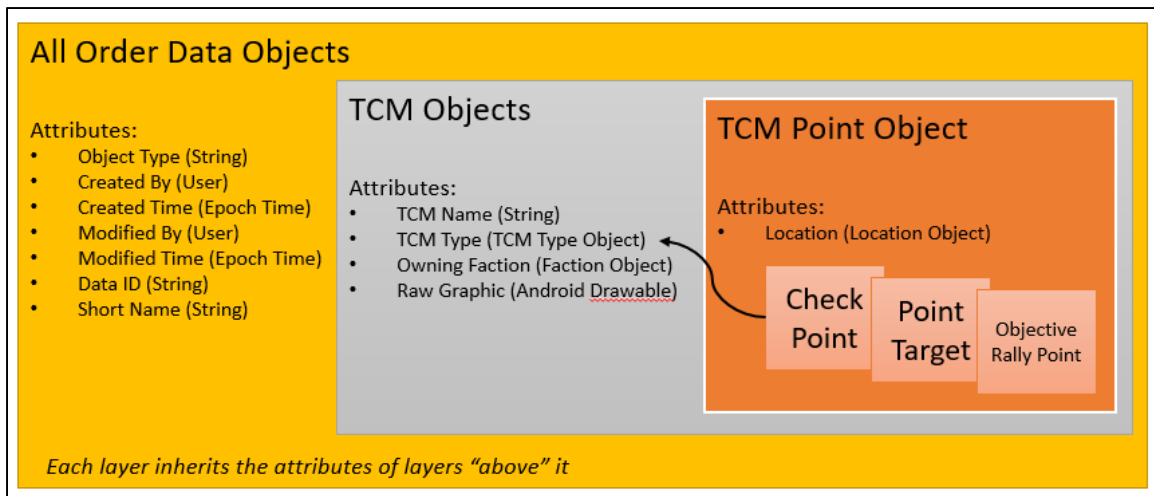 All Order Data Objects
Attributes:
• Object Type (String)
• Created By (User)
• Created Time (Epoch Time)
• Modified By (User)
• Modified Time (Epoch Time)
• Data ID (String)
• Short Name (String)
TCM Objects
Attributes:
• TCM Name (String)
• TCM Type (TCM Type Object)
• Owning Faction (Faction Object)
• Raw Graphic (Android Drawable)
TCM Point Object
Attributes:
• Location (Location Object)
Check
Point
Point
Target
Objective
Rally Point
Each layer inherits the attributes of layers “above” it